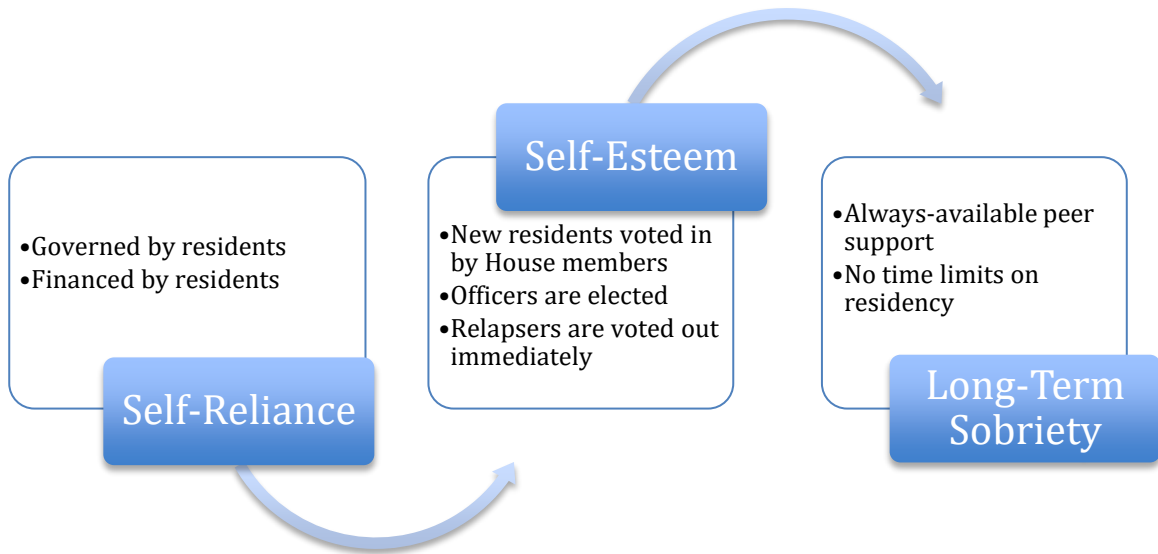 •Governed by residents
•Financed by residents
Self-Reliance
Self-Esteem
•New residents voted in
by House members
•Officers are elected
•Relapsers are voted out
immediately
•Always-available peer
support
•No time limits on
residency
Long-Term
Sobriety